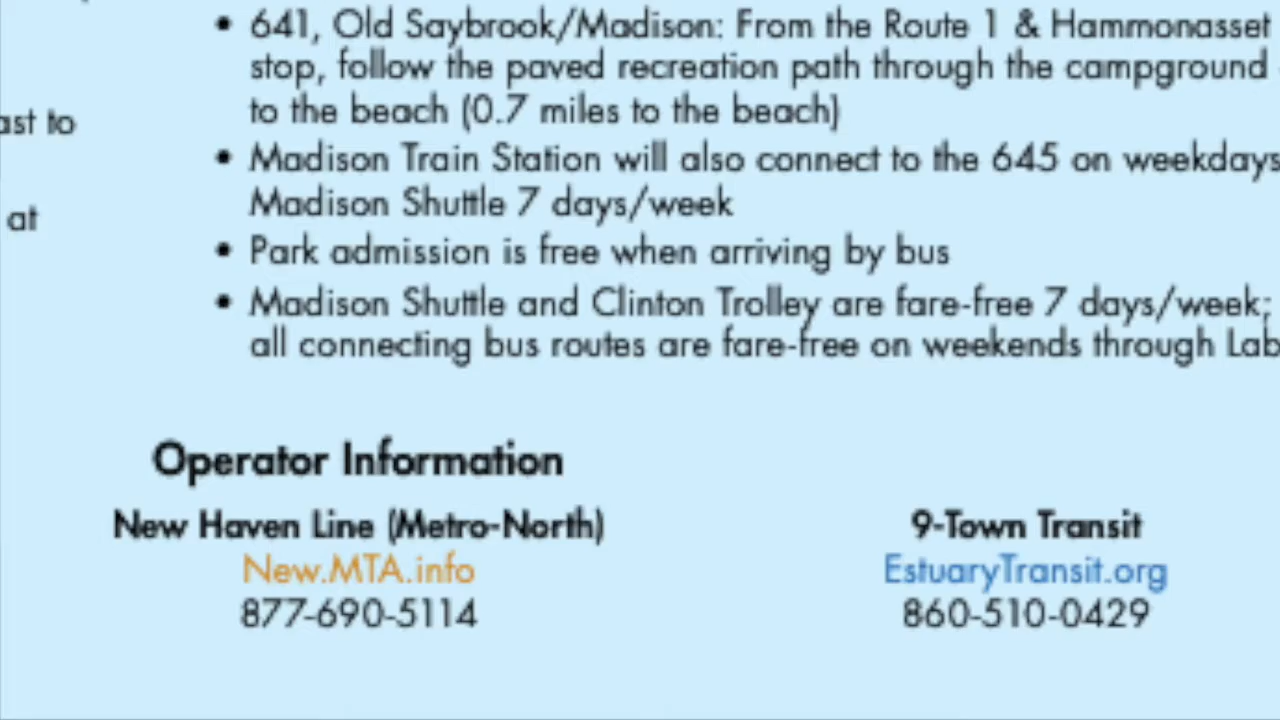 641, Old Saybrook/Madison: From the Route 1 & Hammonasset
stop, follow the paved recreation path through the campground
to the beach (0.7 miles to the beach)
ast to
Madison Train Station will also connect to the 645 on weekdays
at
Madison Shuttle 7 days/week
• Park admission is free when arriving by bus
• Madison Shuttle and Clinton Trolley are fare-free 7 days/week;
all connecting bus routes are fare-free on weekends through Lab
Operator Information
New Haven Line (Metro-North)
New.MTA.info
877-690-5114
9-Town Transit
EstuaryTransit.org
860-510-0429